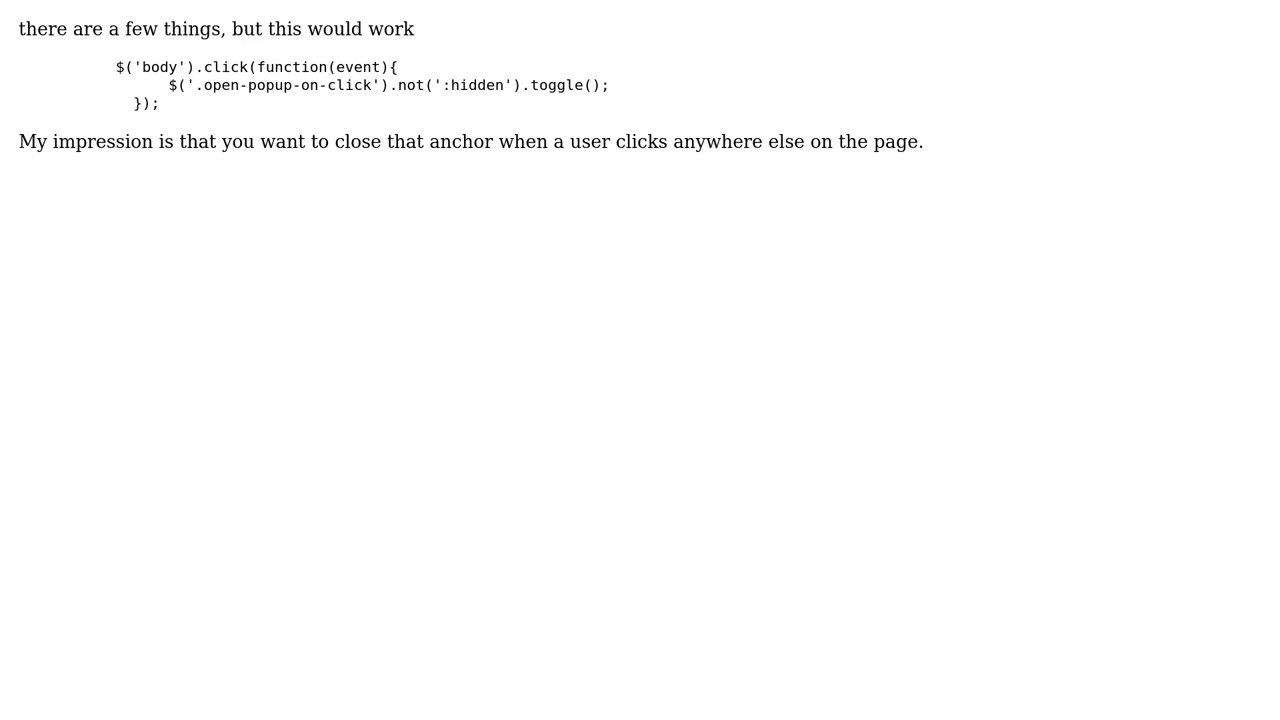 there are a few things, but this would work
$('body').click(function(event){
$('.open-popup-on-click').not(':hidden').toggle();
});
My impression is that you want to close that anchor when a user clicks anywhere else on the page.